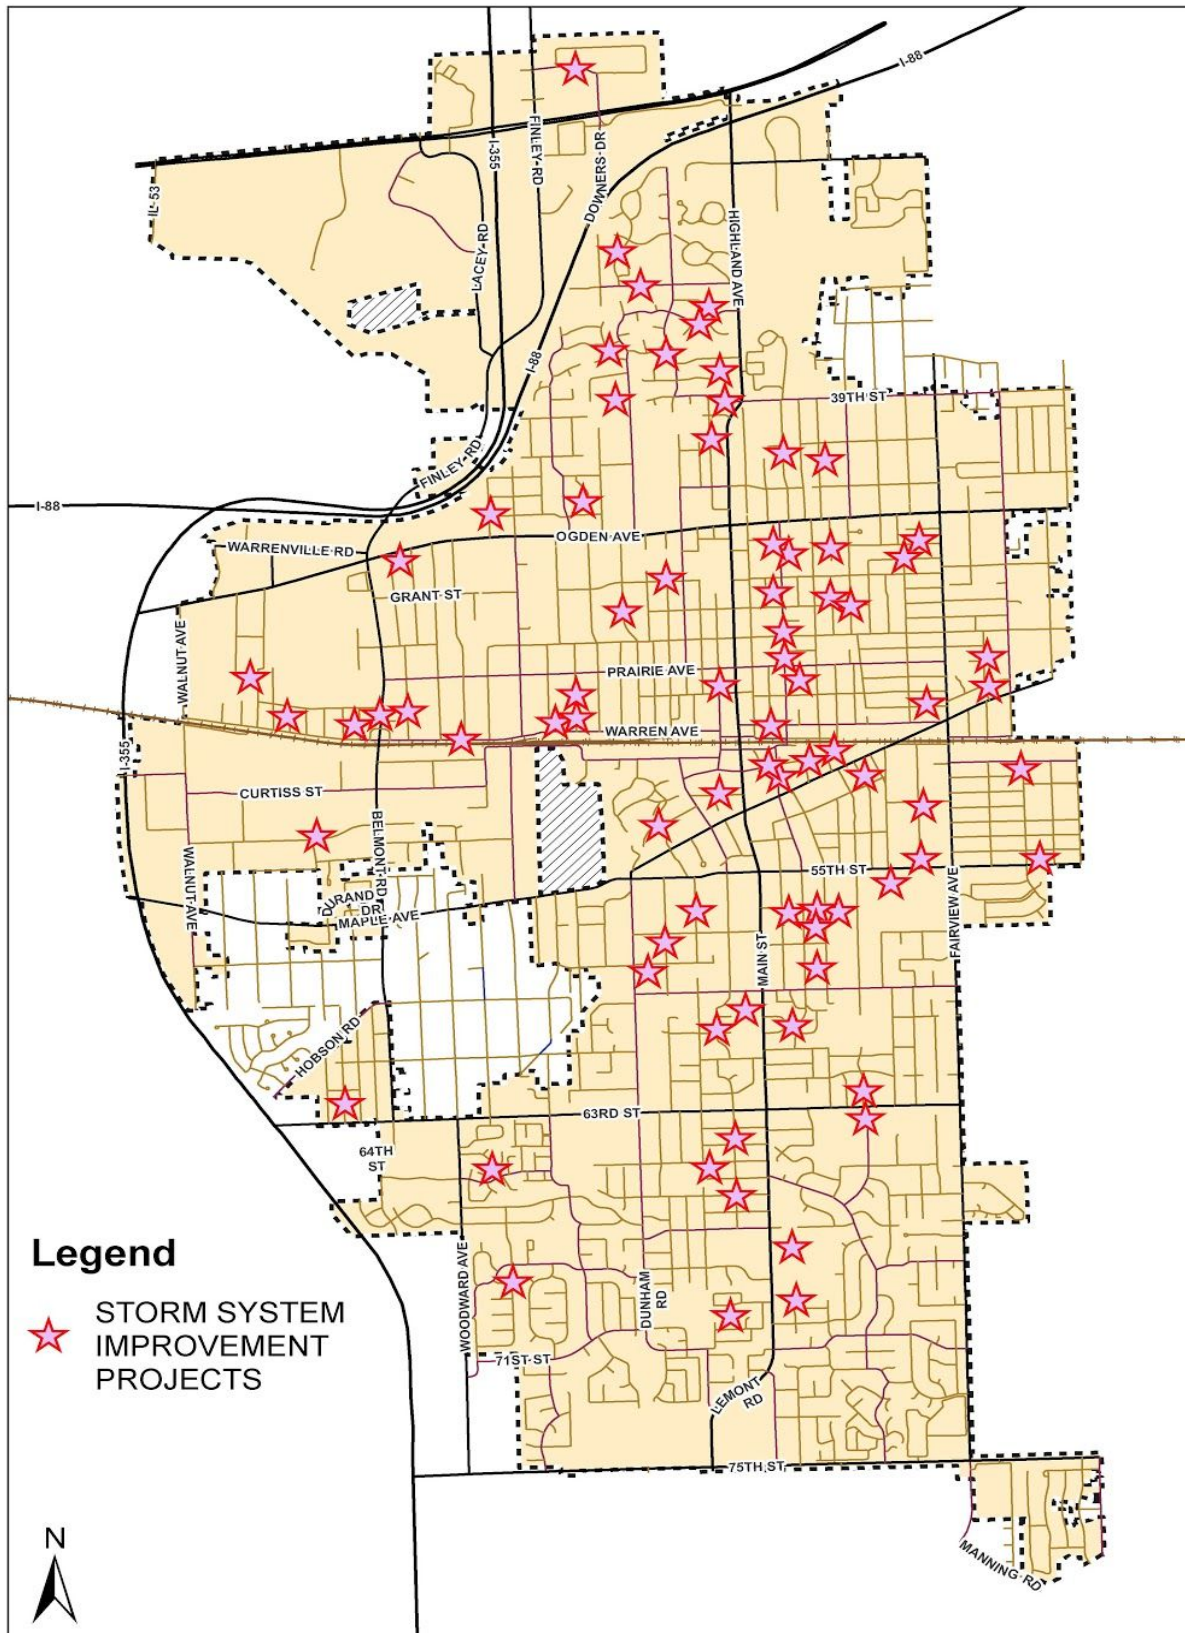 I-88
IL-53
I-355
FINLEY RD
DOWNERS DR
LACEY RD
HIGHLAND AVE
I-88
39TH ST
FINLEY RD
I-88
WARRENVILLE RD
OGDEN AVE
GRANT ST
WALNUT AVE
PRAIRIE AVE
WARREN AVE
I-355
CURTISS ST
BELMONT RD
WALNUT AVE
55TH ST
DURAND
DR
MAPLE AVE
FAIRVIEW AVE
MAIN ST
HOBSON RD
63RD ST
64TH
ST
WOODWARD AVE
DUNHAM
RD
71ST ST
LEMONT
RD
75TH ST
MANNING RD
Legend
STORM SYSTEM
IMPROVEMENT
PROJECTS
N